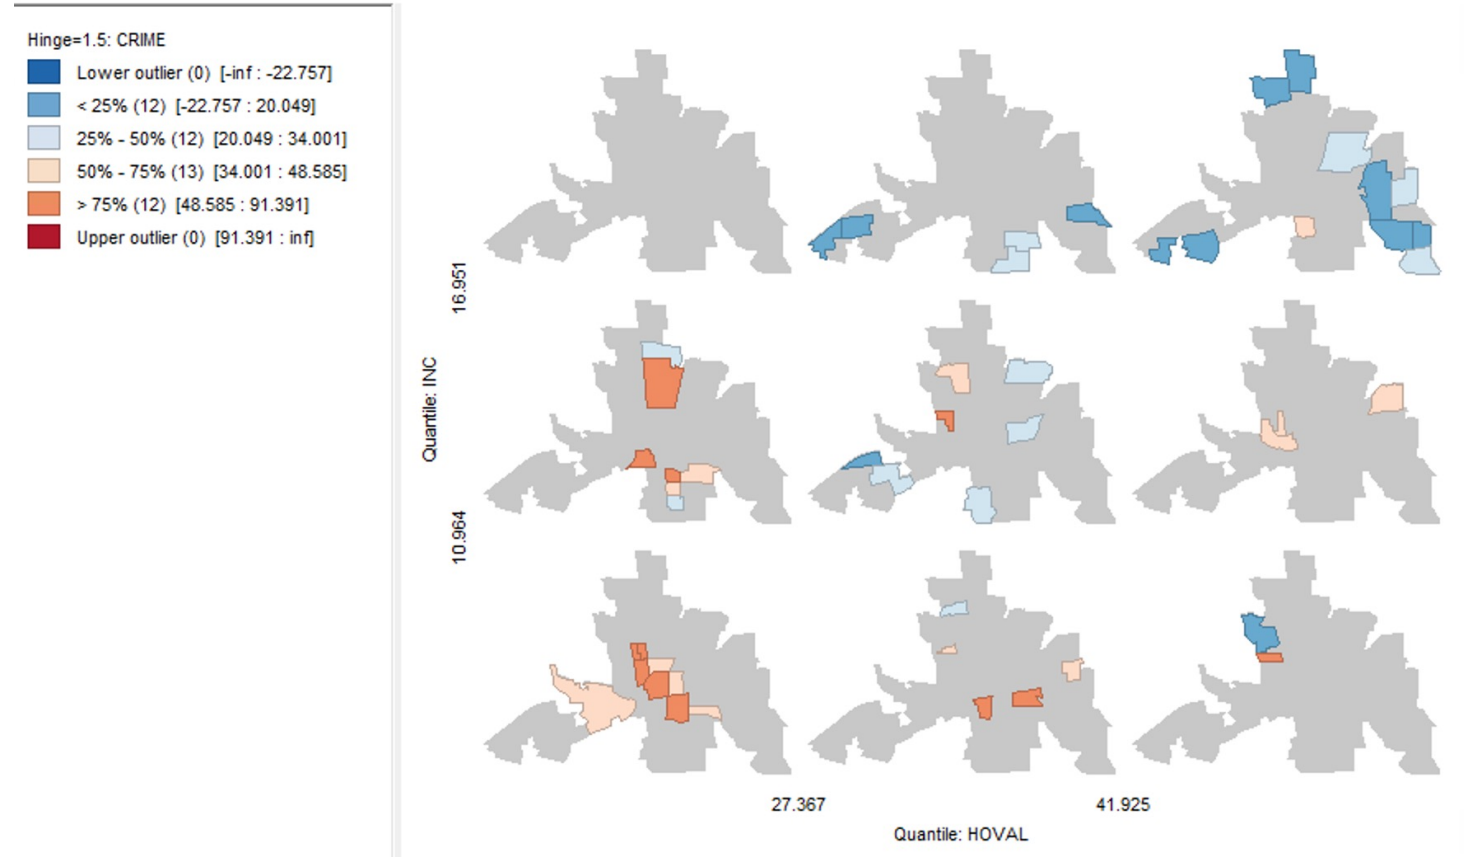 Hinge=1.5: CRIME
Lower outlier (0) [-inf : -22.757]
< 25% (12) [-22.757 : 20.049]
25% - 50% (12) [20.049 : 34.001]
50% - 75% (13) [34.001 : 48.585]
> 75% (12) [48.585 : 91.391]
Upper outlier (0) [91.391 : inf]
16.951
Quantile: INC
10.964
27.367
41.925
Quantile: HOVAL